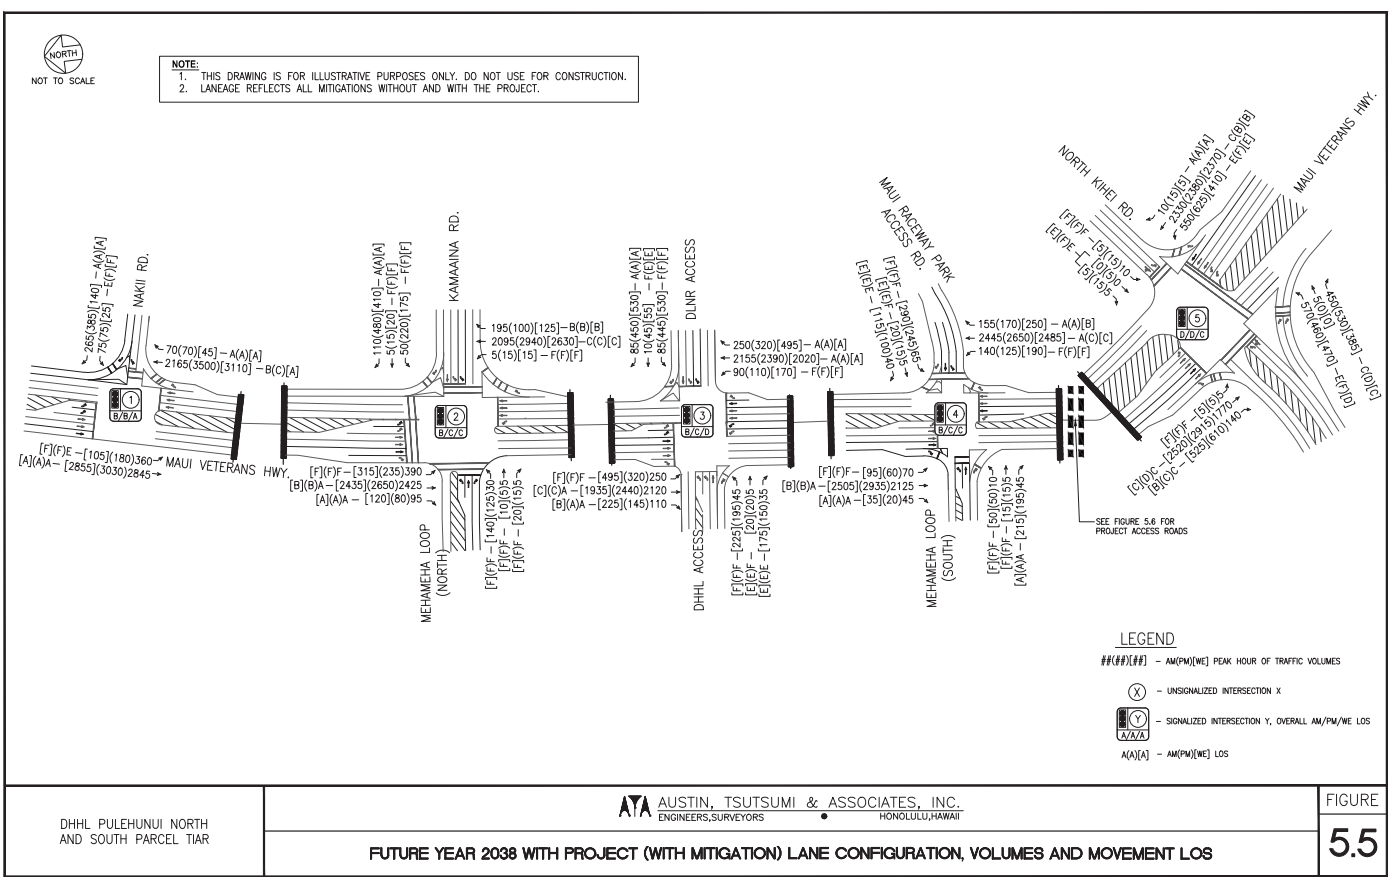 NORTH
NOT TO SCALE
NOTE:
1. THIS DRAWING IS FOR ILLUSTRATIVE PURPOSES ONLY. DO NOT USE FOR CONSTRUCTION.
2. LANEAGE REFLECTS ALL MITIGATIONS WITHOUT AND WITH THE PROJECT.
265(385)[140] – A(A)[A]
75(75)[25] – E(F)[F]
NAKII RD.
70(70)[45] – A(A)[A]
2165(3500)[3110] – B(C)[A]
1
B/B/A
[F](F)E – [105](180)360
[A](A)A – [2855](3030)2845
MAUI VETERANS HWY.
110(480)[410] – A(A)[A]
5(15)[20] – F(F)[F]
50(220)[175] – F(F)[F]
KAMAAINA RD.
195(100)[125]–B(B)[B]
2095(2940)[2630–C(C)[C]
5(15)[15] – F(F)[F]
2
B/C/C
[F](F)F – [315](235)390
[B](B)A – [2435](2650)2425
[A](A)A – [120](80)95
MEHAMEHA LOOP
(NORTH)
[F](F)F – [140](125)30
[F](F)F – [10](5)5
[F](F)F – [20](15)5
85(450)[530]–A(A)[A]
10(45)[55] – F(E)[E]
85(445)[530]–F(F)[F]
DLNR ACCESS
250(320)[495] – A(A)[A]
2155(2390)[2020] – A(A)[A]
90(110)[170] – F(F)[F]
3
B/C/D
[F](F)F – [495](320)250
[C](C)A – [1935](2440)2120
[B](A)A – [225](145)110
DHHL ACCESS
[F](F)F – [225](195)45
[E](E)F – [20](20)5
[E](E)E – [175](150)35
MAUI RACEWAY PARK
ACCESS RD.
[F](F)F – [290](245)65
[E](E)F – [20](15)5
[E](E)E – [115](100)40
155(170)[250] – A(A)[B]
2445(2650)[2485] – A(C)[C]
140(125)[190] – F(F)[F]
4
B/C/C
[F](F)F – [95](60)70
[B](B)A – [2505](2935)2125
[A](A)A – [35](20)45
MEHAMEHA LOOP
(SOUTH)
[F](F)F – [50](50)10
[F](F)F – [15](15)5
[A](A)A – [215](195)45
SEE FIGURE 5.6 FOR
PROJECT ACCESS ROADS
NORTH KIHEI RD.
[F](F)F – [5](15)10
[E](F)E – [0](5)0
[5](15)5
10(15)[5] – A(A)[A]
2330(2380)[2370] – C(B)[B]
550(625)[410] – E(F)[E]
MAUI VETERANS HWY.
5
D/D/C
450(530)[385] – C(D)[C]
5(0)[0]
570(460)[470] – E(F)[D]
[F](F)F – [5](5)5
[C](D)C – [2520](2915)1770
[B](C)C – [525](610)140
LEGEND
##(##)[##] – AM(PM)[WE] PEAK HOUR OF TRAFFIC VOLUMES
X – UNSIGNALIZED INTERSECTION X
Y A/A/A – SIGNALIZED INTERSECTION Y, OVERALL AM/PM/WE LOS
A(A)[A] – AM(PM)[WE] LOS
DHHL PULEHUNUI NORTH
AND SOUTH PARCEL TIAR
ATA AUSTIN, TSUTSUMI & ASSOCIATES, INC.
ENGINEERS,SURVEYORS • HONOLULU,HAWAII
FUTURE YEAR 2038 WITH PROJECT (WITH MITIGATION) LANE CONFIGURATION, VOLUMES AND MOVEMENT LOS
FIGURE
5.5